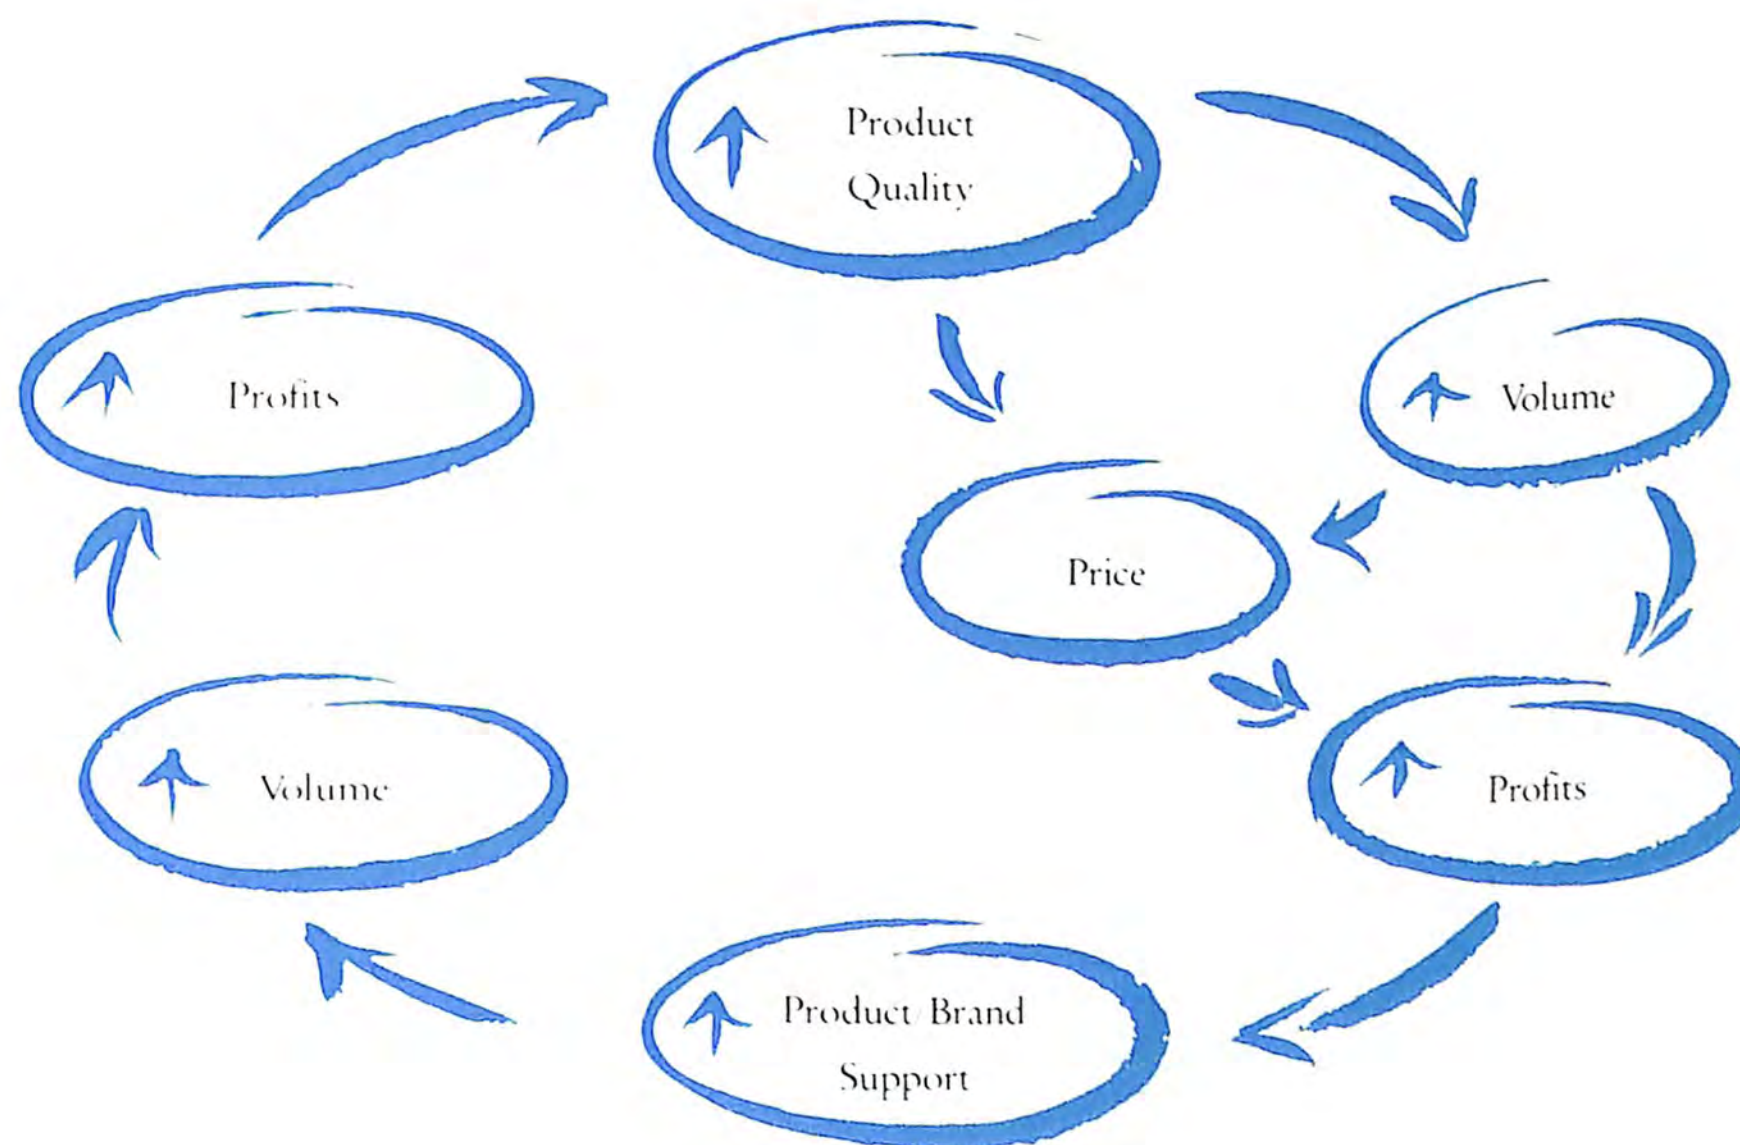 Product
Quality
Profits
Volume
Price
Volume
Profits
Product/Brand
Support